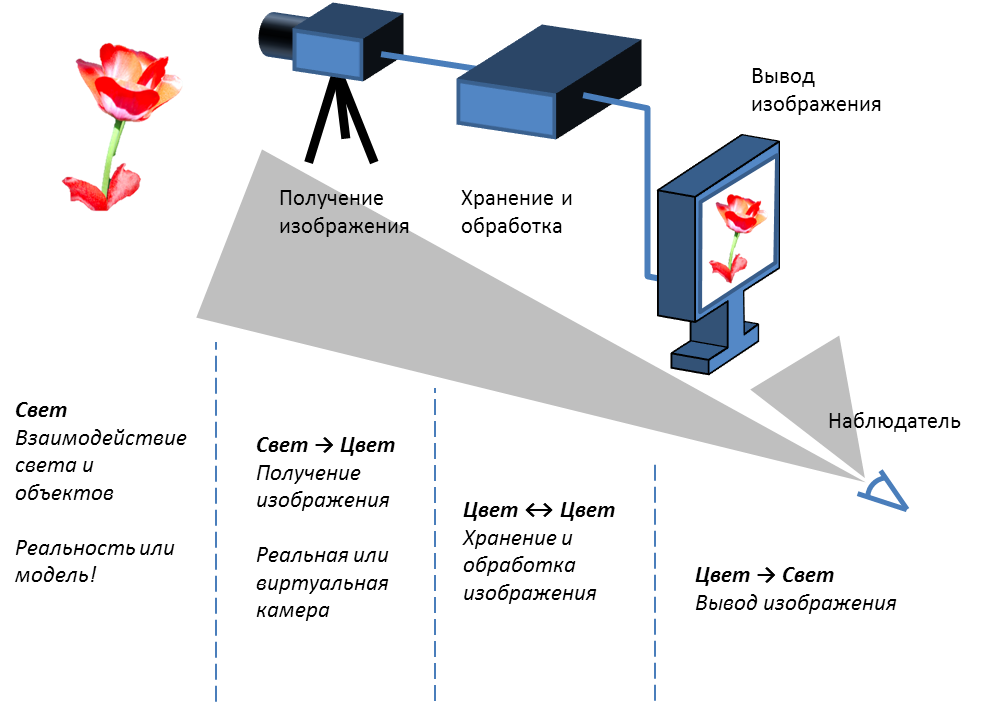 Вывод
изображения
Получение
изображения
Хранение и
обработка
Наблюдатель
Свет
Взаимодействие
света и
объектов
Реальность или
модель!
Свет → Цвет
Получение
изображения
Реальная или
виртуальная
камера
Цвет ↔ Цвет
Хранение и
обработка
изображения
Цвет → Свет
Вывод изображения